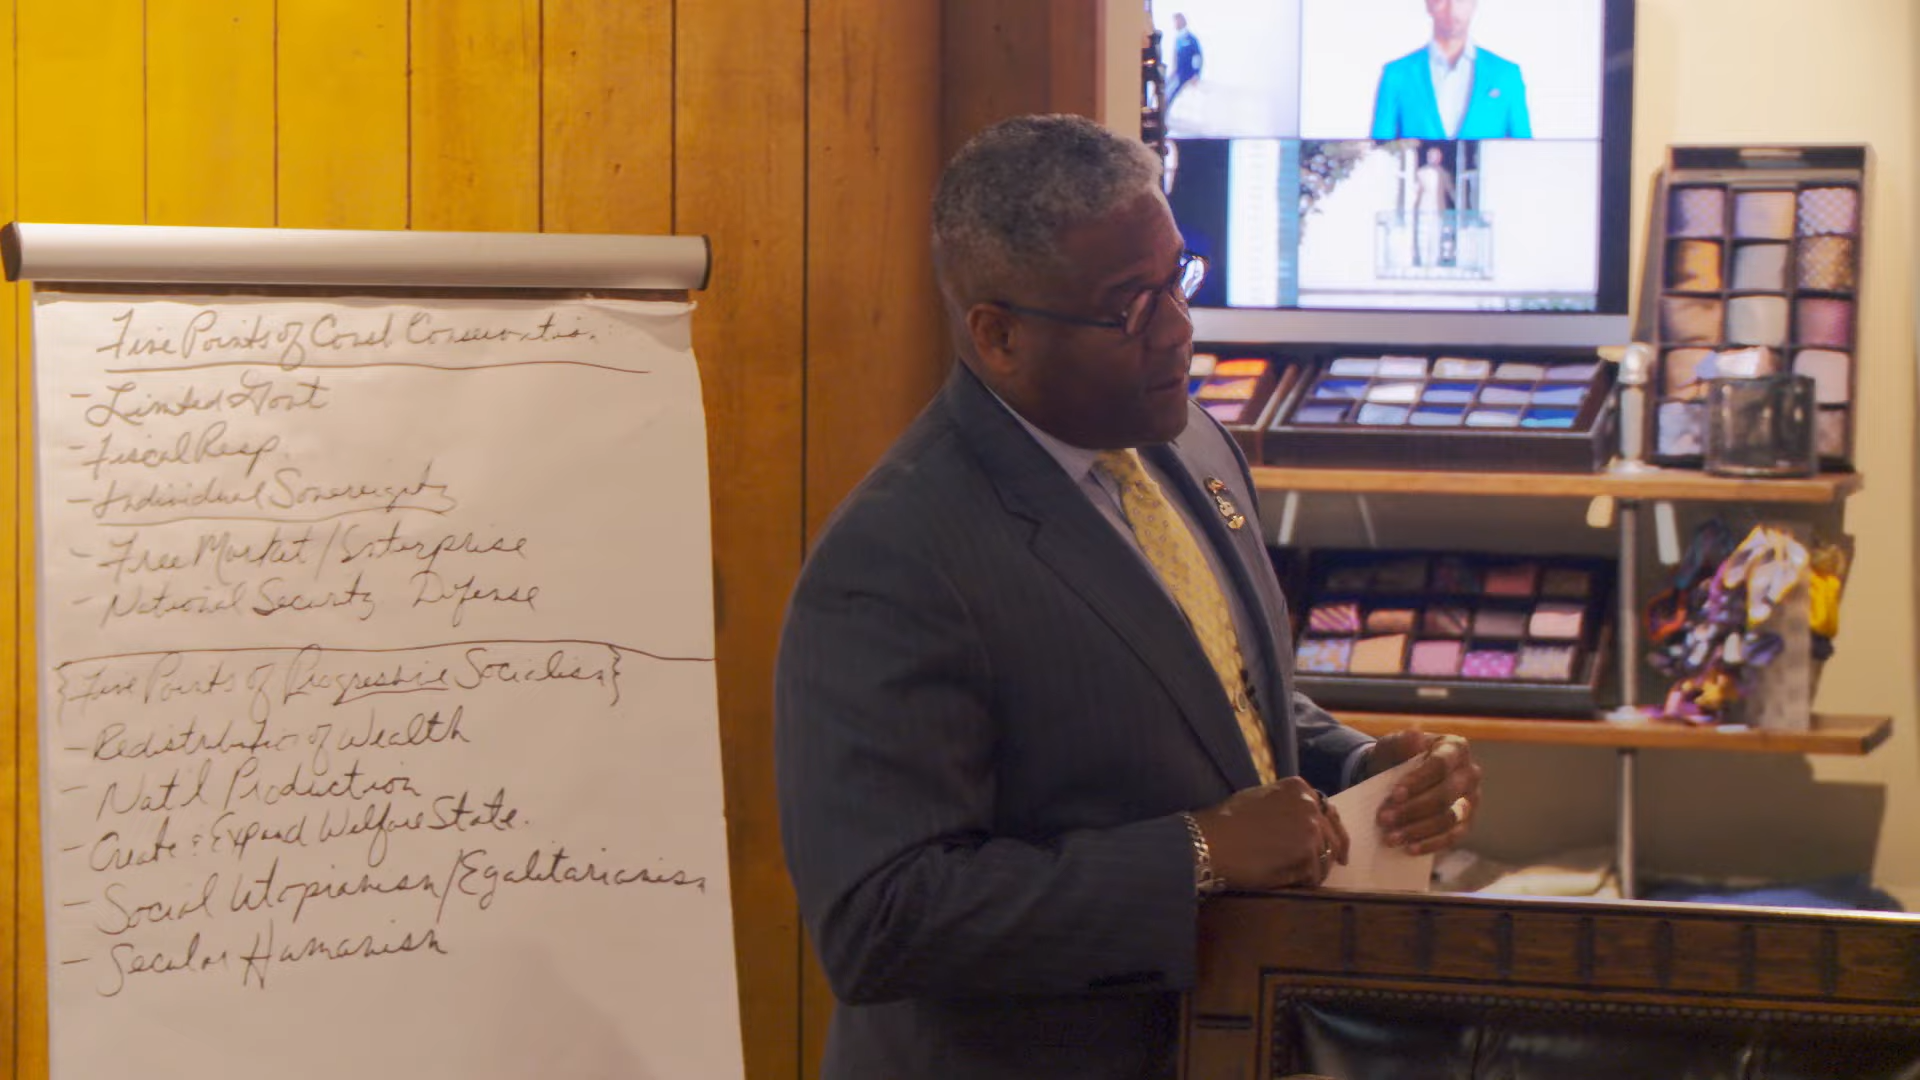 Five Points of Const Conservatism
- Limited Govt
- Fiscal Resp.
- Individual Sovereignty
- Free Market/Enterprise
- National Security Defense
{Five Points of Progressive Socialism}
- Redistribution of Wealth
- Nat'l Production
- Create & Expand Welfare State.
- Social Utopianism/Egalitarianism
- Secular Humanism